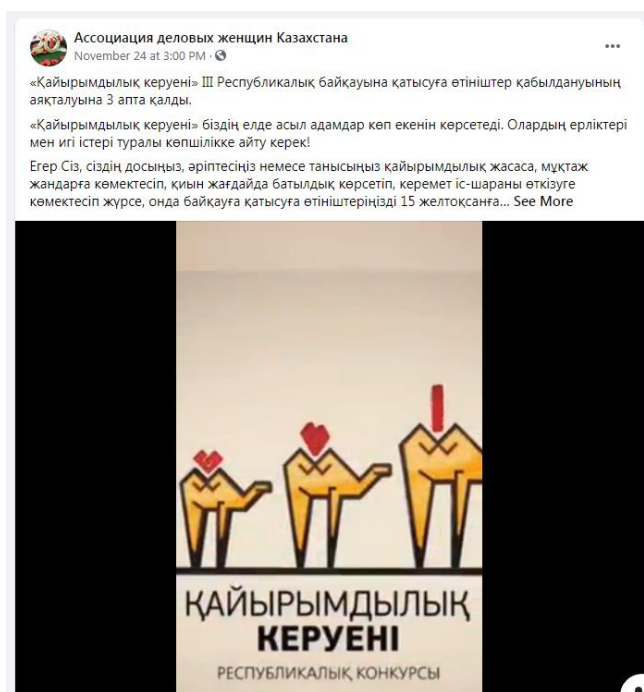 Ассоциация деловых женщин Казахстана
November 24 at 3:00 PM ·
«Қайырымдылық керуені» III Республикалық байқауына қатысуға өтініштер қабылдануының
аяқталуына 3 апта қалды.
«Қайырымдылық керуені» біздің елде асыл адамдар көп екенін көрсетеді. Олардың ерліктері
мен игі істері туралы көпшілікке айту керек!
Егер Сіз, сіздің досыңыз, әріптесіңіз немесе танысыңыз қайырымдылық жасаса, мұқтаж
жандарға көмектесіп, қиын жағдайда батылдық көрсетіп, керемет іс-шараны өткізуге
көмектесіп жүрсе, онда байқауға қатысуға өтініштеріңізді 15 желтоқсанға... See More
ҚАЙЫРЫМДЫЛЫҚ
КЕРУЕНІ
РЕСПУБЛИКАЛЫҚ КОНКУРСЫ